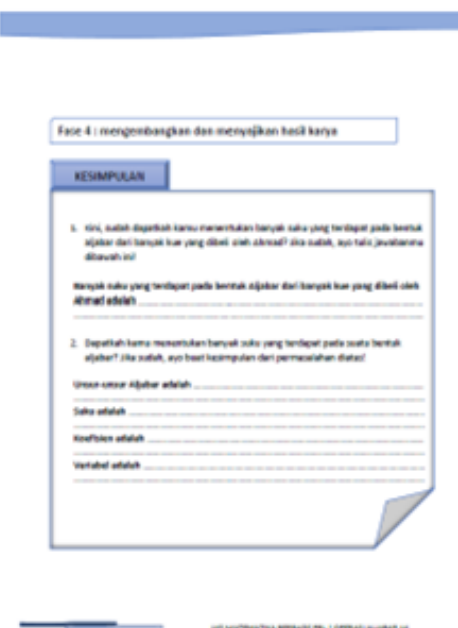 Fase 4 : mengembangkan dan menyajikan hasil karya
KESIMPULAN
1. Kini, sudah dapatkah kamu menentukan banyak suku yang terdapat pada bentuk
aljabar dari banyak kue yang dibeli oleh Ahmad? Jika sudah, ayo tulis jawabanmu
dibawah ini!
Banyak suku yang terdapat pada bentuk aljabar dari banyak kue yang dibeli oleh
Ahmad adalah
2. Dapatkah kamu menentukan banyak suku yang terdapat pada suatu bentuk
aljabar? Jika sudah, ayo buat kesimpulan dari permasalahan diatas!
Unsur-unsur Aljabar adalah
Suku adalah
Koefisien adalah
Variabel adalah